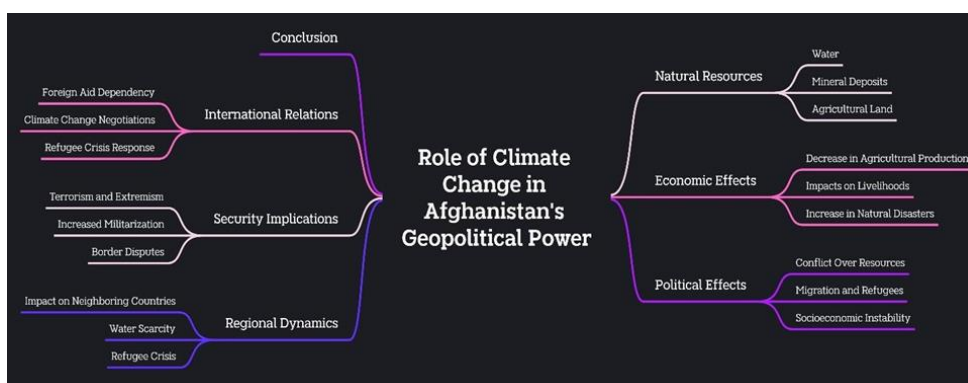 Role of Climate
Change in
Afghanistan's
Geopolitical Power
Natural Resources
Water
Mineral Deposits
Agricultural Land
Economic Effects
Decrease in Agricultural Production
Impacts on Livelihoods
Increase in Natural Disasters
Political Effects
Conflict Over Resources
Migration and Refugees
Socioeconomic Instability
Conclusion
International Relations
Foreign Aid Dependency
Climate Change Negotiations
Refugee Crisis Response
Security Implications
Terrorism and Extremism
Increased Militarization
Border Disputes
Regional Dynamics
Impact on Neighboring Countries
Water Scarcity
Refugee Crisis